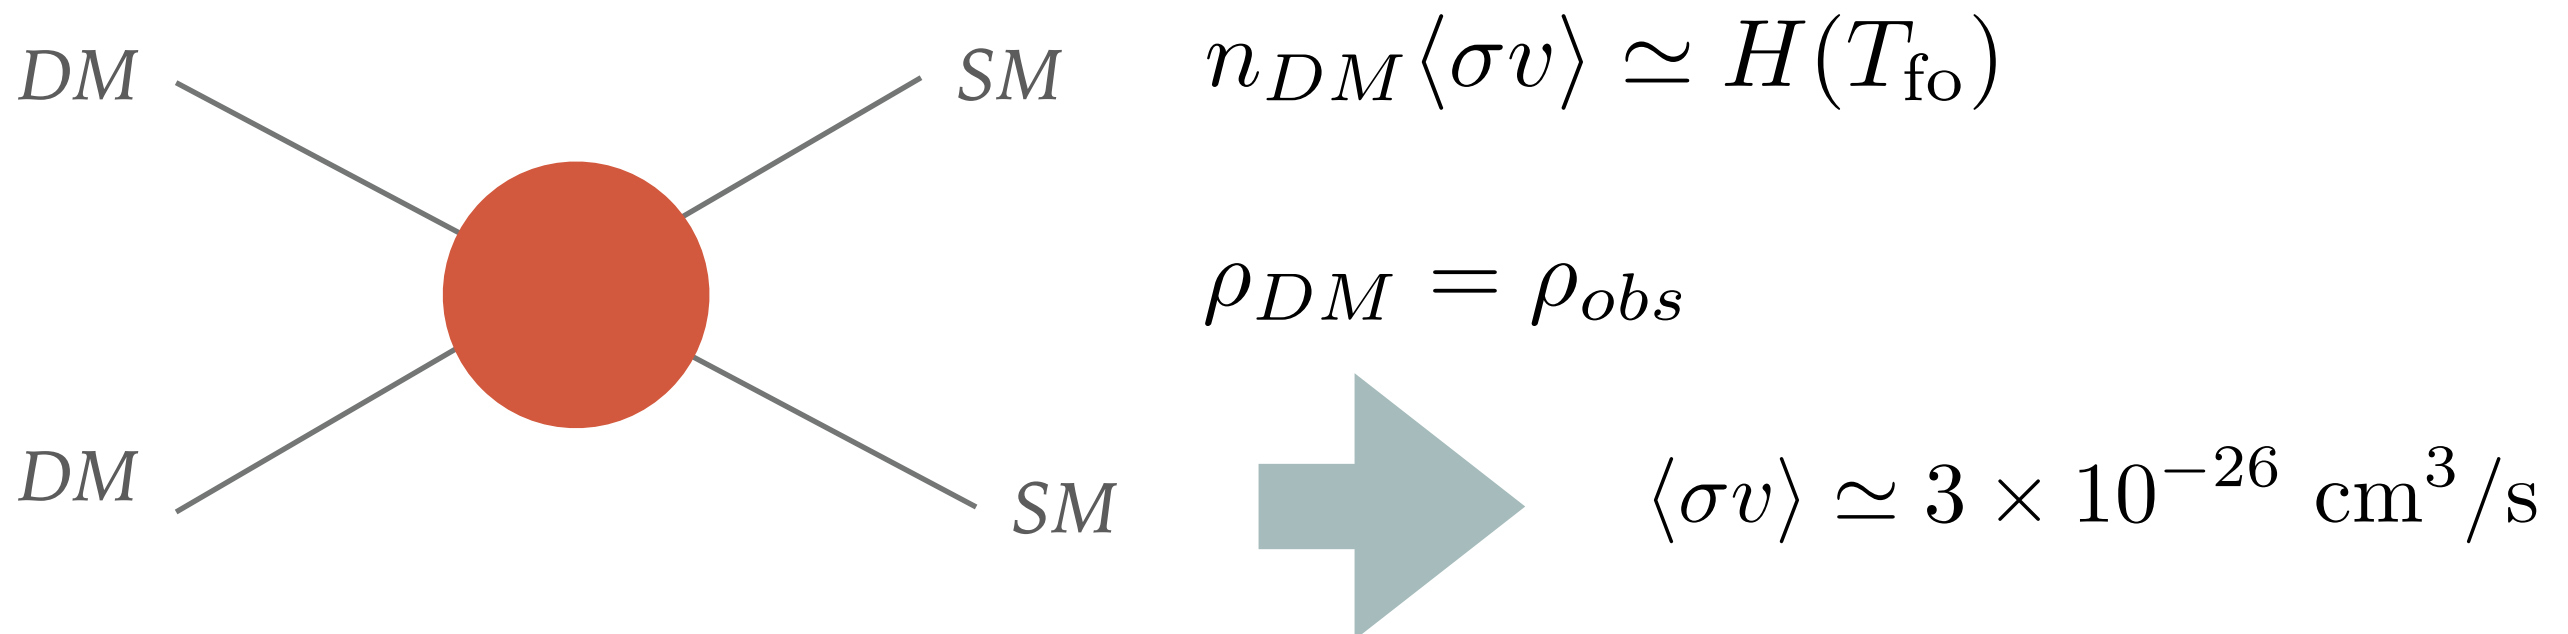 DM
SM
n_{DM}⟨σv⟩ ≃ H(T_{fo})
ρ_{DM} = ρ_{obs}
DM
SM
⟨σv⟩ ≃ 3 × 10^{−26} cm^3/s